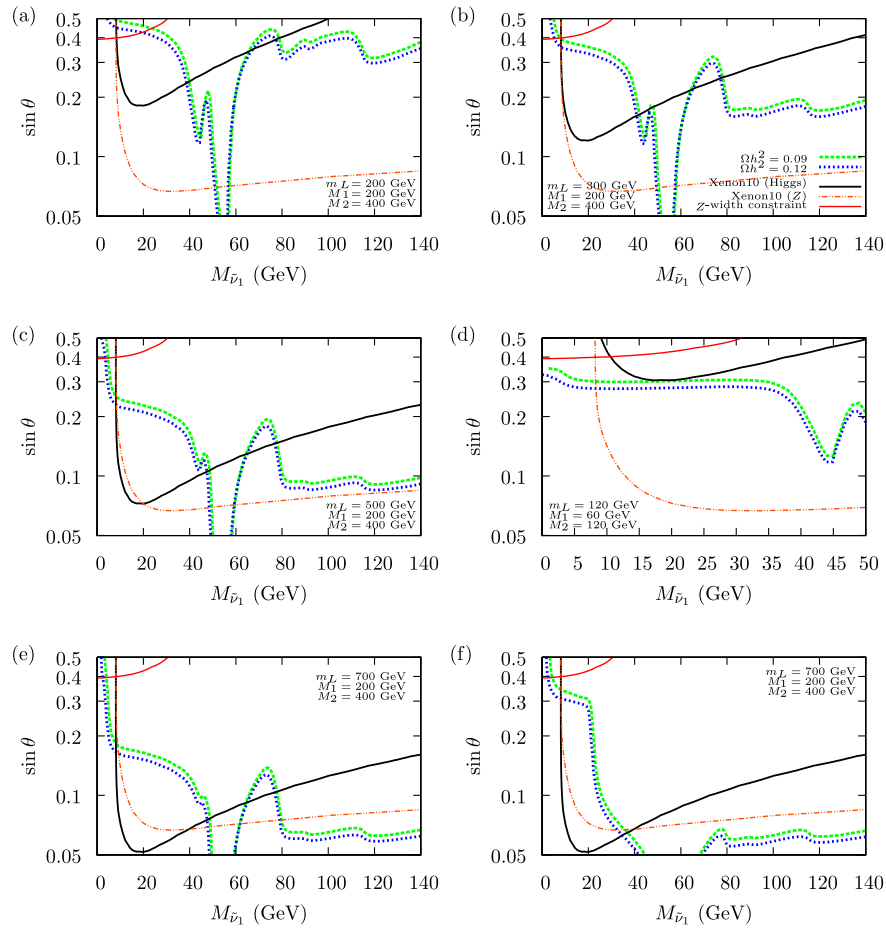 (a)
0.5
0.4
0.3
0.2
0.1
0.05
sin θ
m_L = 200 GeV
M_1 = 200 GeV
M_2 = 400 GeV
0 20 40 60 80 100 120 140
M_ν̃1 (GeV)
(b)
0.5
0.4
0.3
0.2
0.1
0.05
sin θ
Ωh² = 0.09
Ωh² = 0.12
Xenon10 (Higgs)
Xenon10 (Z)
Z-width constraint
m_L = 300 GeV
M_1 = 200 GeV
M_2 = 400 GeV
0 20 40 60 80 100 120 140
M_ν̃1 (GeV)
(c)
0.5
0.4
0.3
0.2
0.1
0.05
sin θ
m_L = 500 GeV
M_1 = 200 GeV
M_2 = 400 GeV
0 20 40 60 80 100 120 140
M_ν̃1 (GeV)
(d)
0.5
0.4
0.3
0.2
0.1
0.05
sin θ
m_L = 120 GeV
M_1 = 60 GeV
M_2 = 120 GeV
0 5 10 15 20 25 30 35 40 45 50
M_ν̃1 (GeV)
(e)
0.5
0.4
0.3
0.2
0.1
0.05
sin θ
m_L = 700 GeV
M_1 = 200 GeV
M_2 = 400 GeV
0 20 40 60 80 100 120 140
M_ν̃1 (GeV)
(f)
0.5
0.4
0.3
0.2
0.1
0.05
sin θ
m_L = 700 GeV
M_1 = 200 GeV
M_2 = 400 GeV
0 20 40 60 80 100 120 140
M_ν̃1 (GeV)